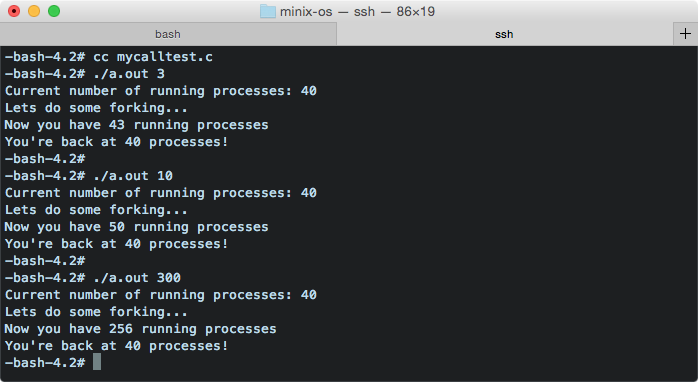 minix-os — ssh — 86×19
bash
ssh
+
-bash-4.2# cc mycalltest.c
-bash-4.2# ./a.out 3
Current number of running processes: 40
Lets do some forking...
Now you have 43 running processes
You're back at 40 processes!
-bash-4.2#
-bash-4.2# ./a.out 10
Current number of running processes: 40
Lets do some forking...
Now you have 50 running processes
You're back at 40 processes!
-bash-4.2#
-bash-4.2# ./a.out 300
Current number of running processes: 40
Lets do some forking...
Now you have 256 running processes
You're back at 40 processes!
-bash-4.2#